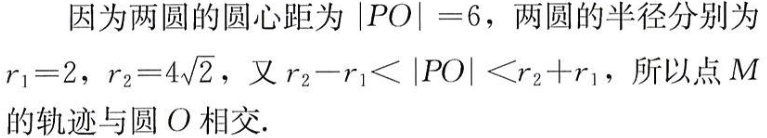 因为两圆的圆心距为 |PO| =6，两圆的半径分别为
r₁=2，r₂=4√2，又 r₂−r₁< |PO| <r₂+r₁，所以点 M
的轨迹与圆 O 相交.